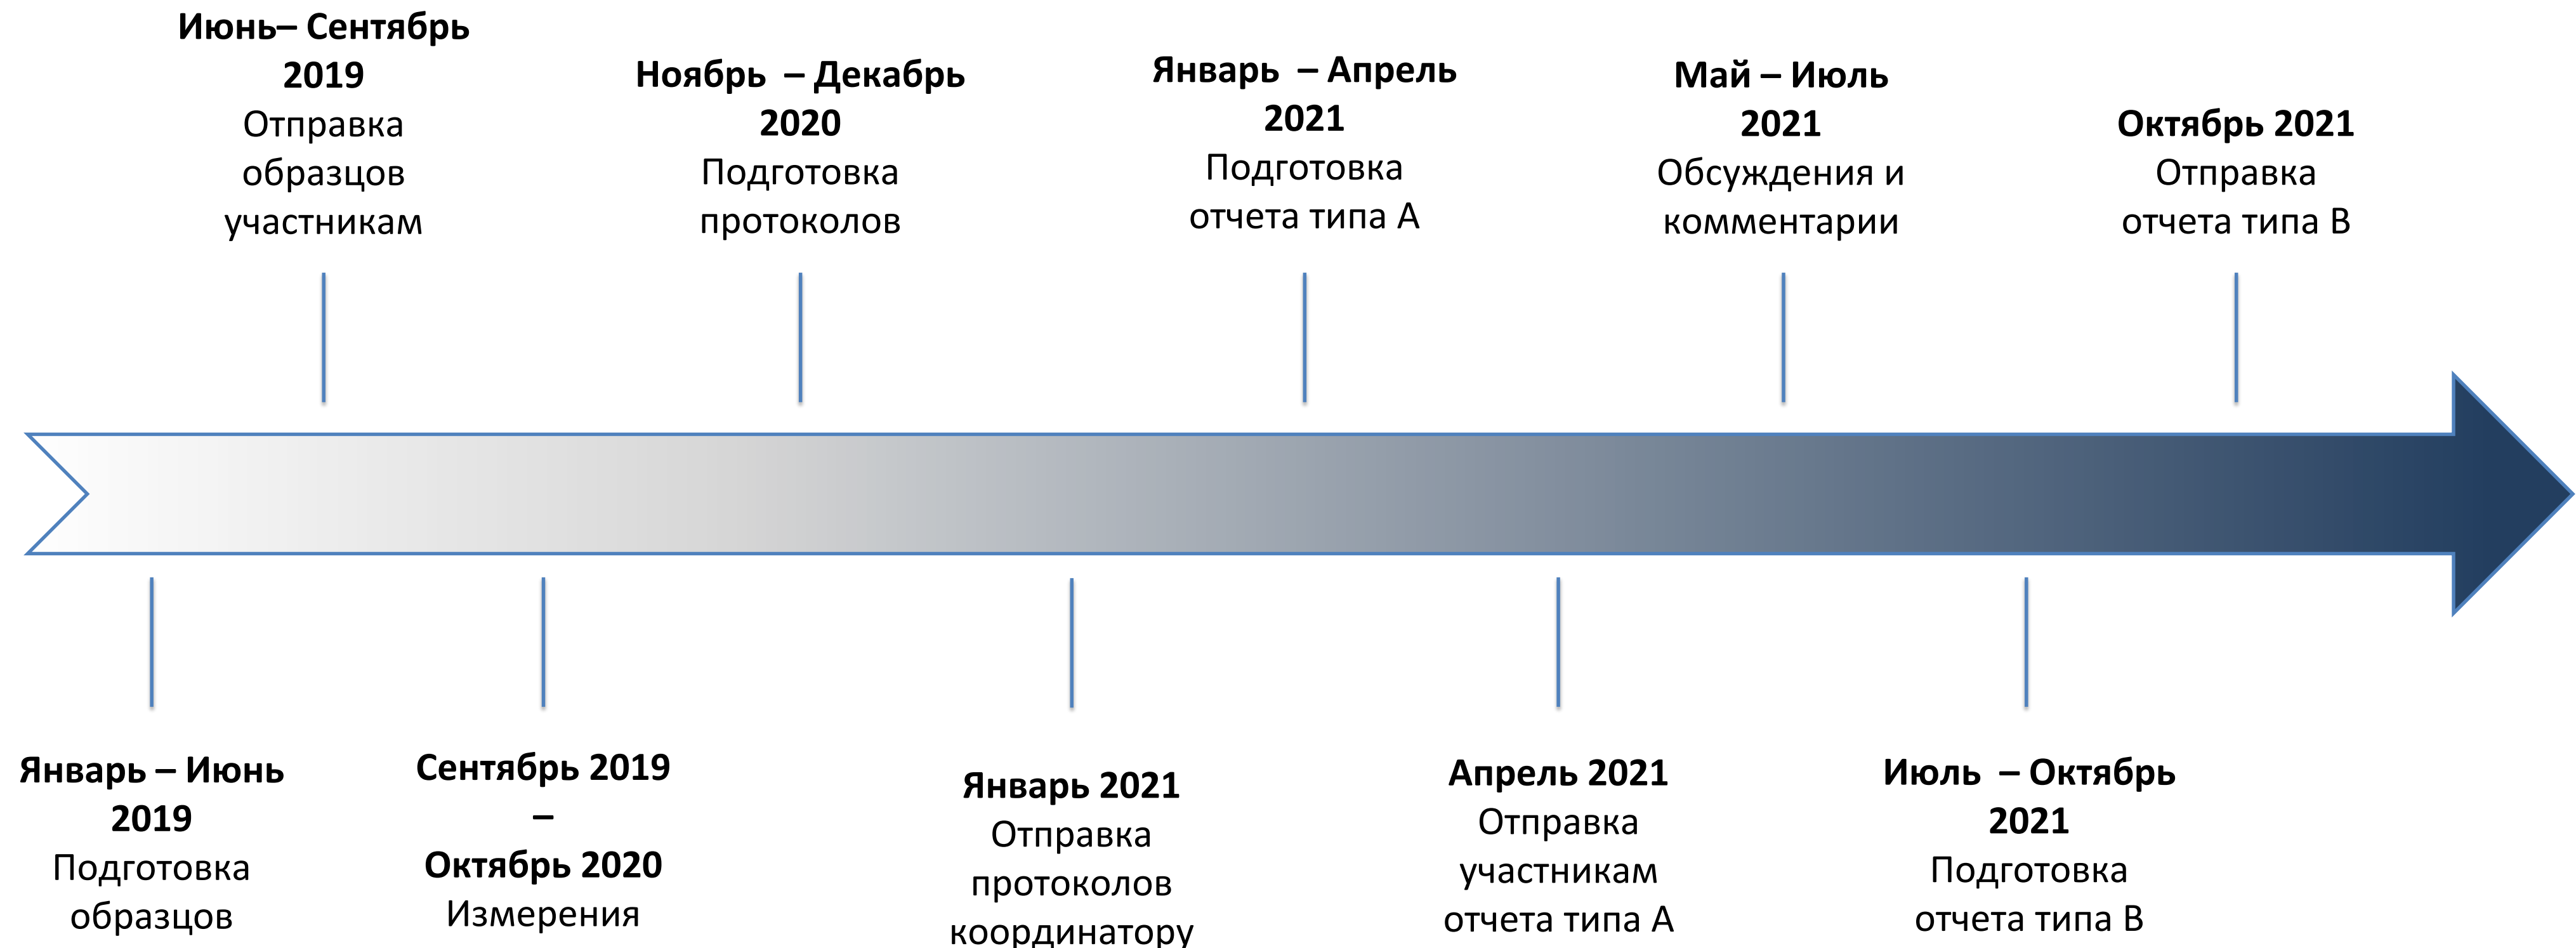 Июнь– Сентябрь
2019
Отправка
образцов
участникам
Ноябрь – Декабрь
2020
Подготовка
протоколов
Январь – Апрель
2021
Подготовка
отчета типа А
Май – Июль
2021
Обсуждения и
комментарии
Октябрь 2021
Отправка
отчета типа В
Январь – Июнь
2019
Подготовка
образцов
Сентябрь 2019
–
Октябрь 2020
Измерения
Январь 2021
Отправка
протоколов
координатору
Апрель 2021
Отправка
участникам
отчета типа А
Июль – Октябрь
2021
Подготовка
отчета типа В